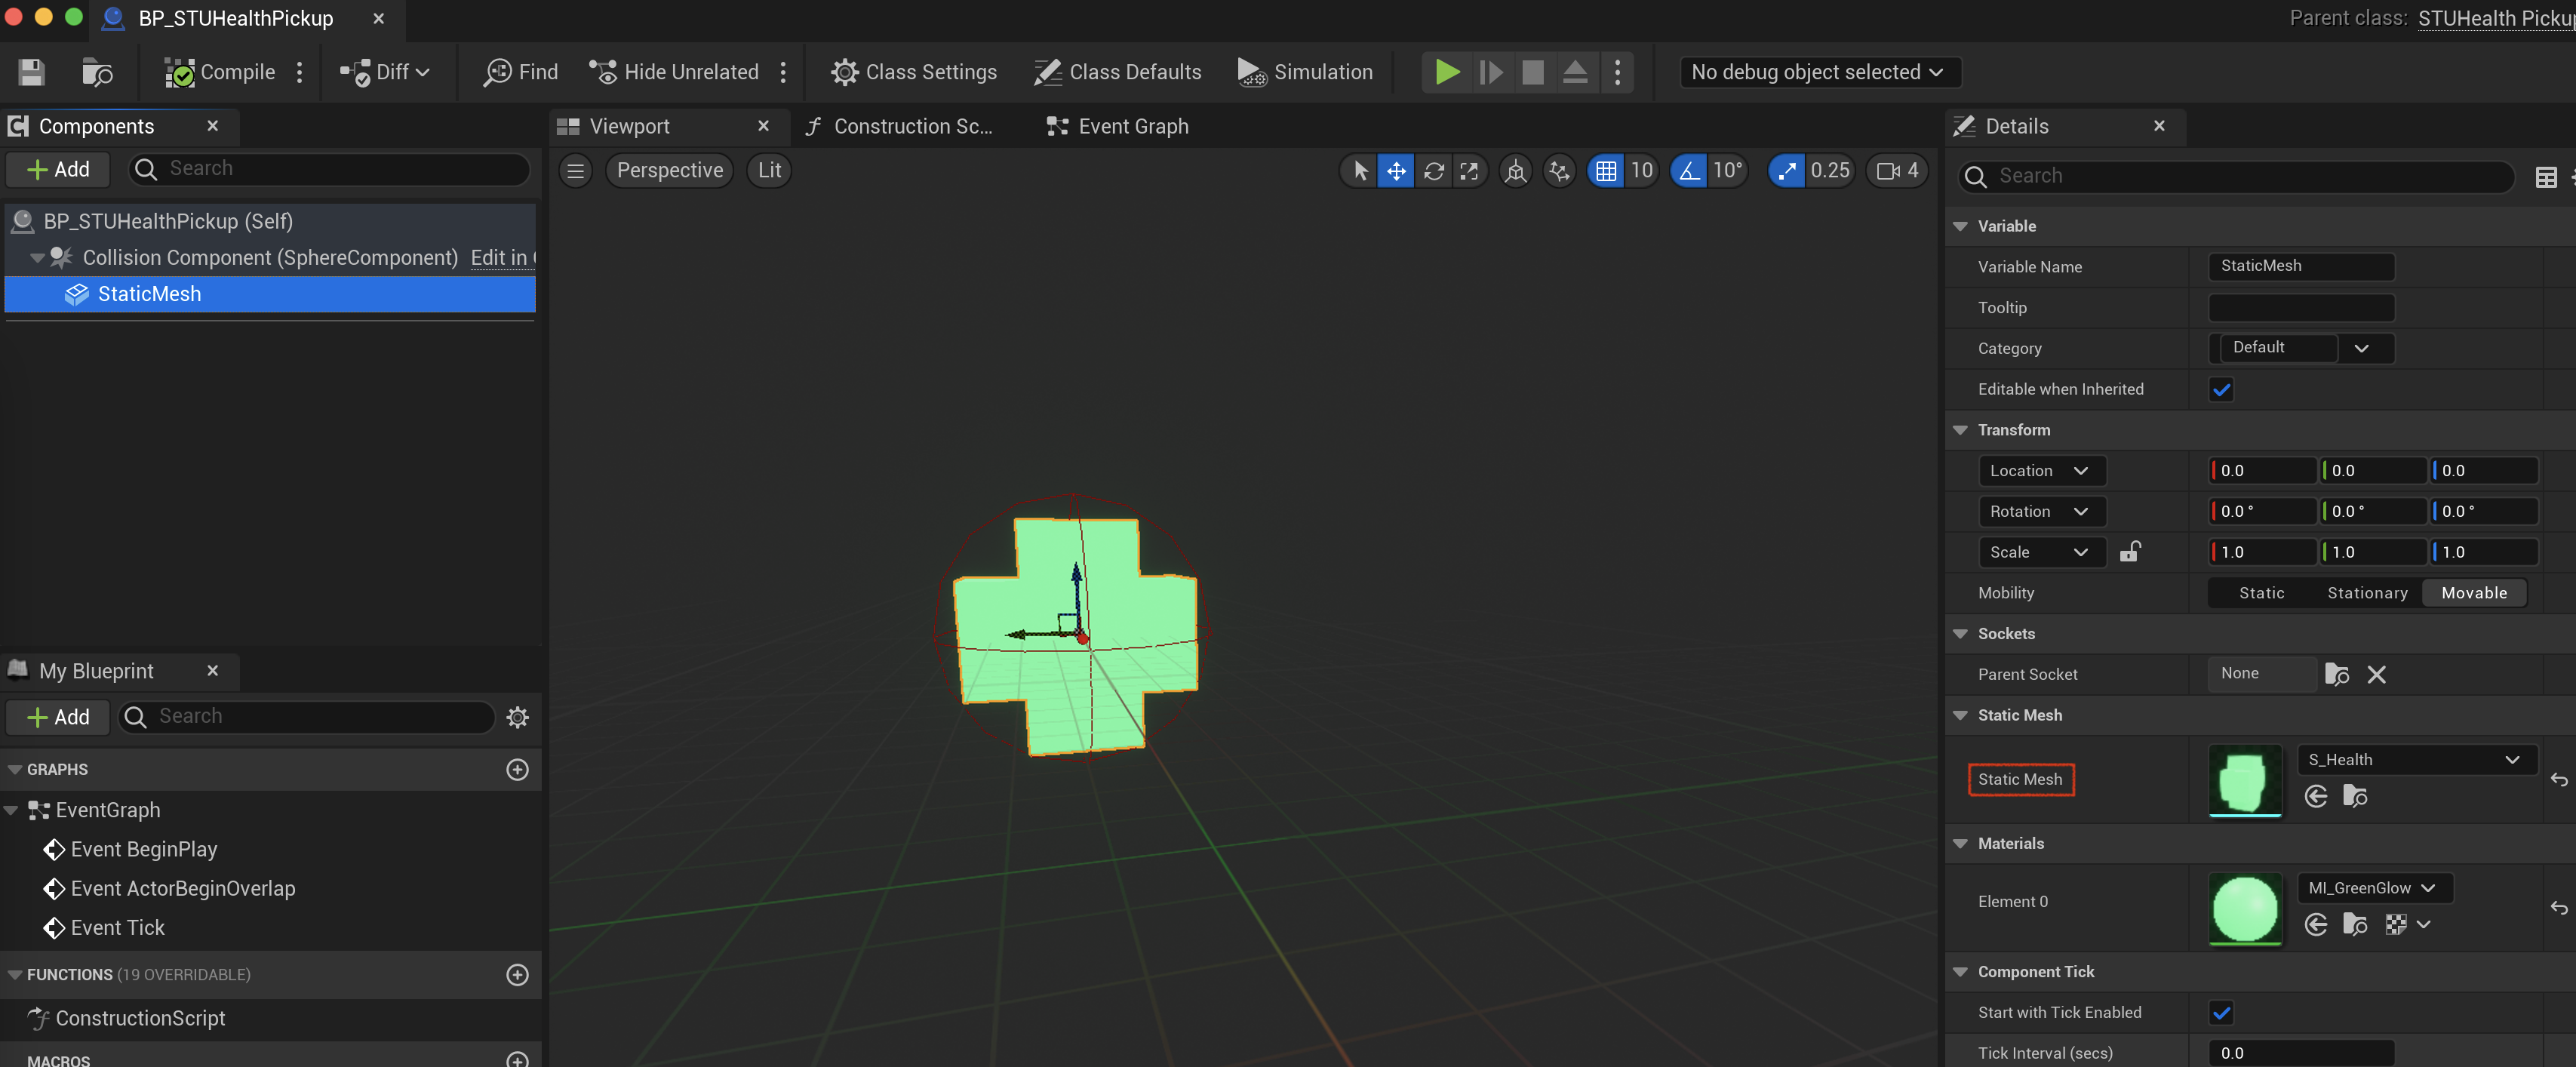 BP_STUHealthPickup
Parent class: STUHealth Picku
Compile
Diff
Find
Hide Unrelated
Class Settings
Class Defaults
Simulation
No debug object selected
Components
Add
Search
BP_STUHealthPickup (Self)
Collision Component (SphereComponent) Edit in
StaticMesh
My Blueprint
Add
Search
GRAPHS
EventGraph
Event BeginPlay
Event ActorBeginOverlap
Event Tick
FUNCTIONS (19 OVERRIDABLE)
ConstructionScript
MACROS
Viewport
Construction Sc...
Event Graph
Perspective
Lit
10
10°
0.25
4
Details
Search
Variable
Variable Name StaticMesh
Tooltip
Category Default
Editable when Inherited
Transform
Location 0.0 0.0 0.0
Rotation 0.0 ° 0.0 ° 0.0 °
Scale 1.0 1.0 1.0
Mobility Static Stationary Movable
Sockets
Parent Socket None
Static Mesh
Static Mesh S_Health
Materials
Element 0 MI_GreenGlow
Component Tick
Start with Tick Enabled
Tick Interval (secs) 0.0